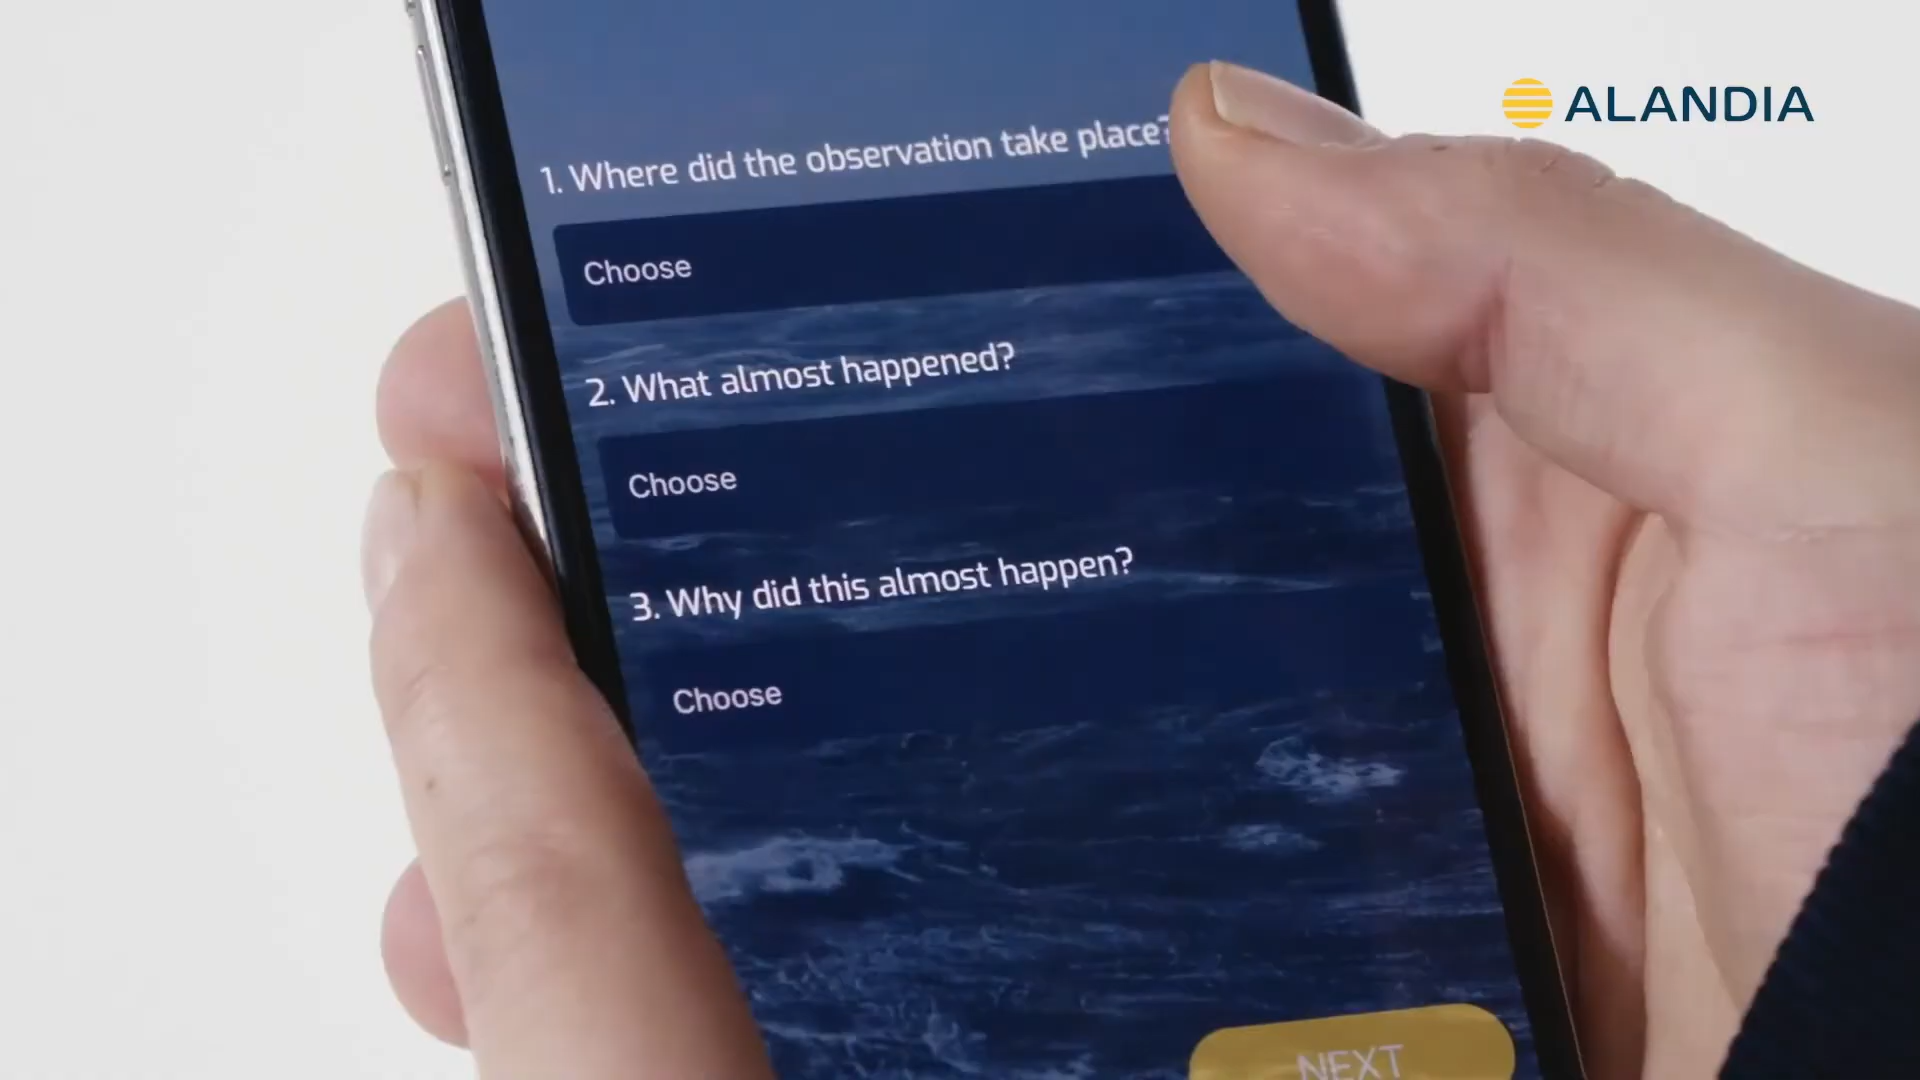 ALANDIA
1. Where did the observation take place?
Choose
2. What almost happened?
Choose
3. Why did this almost happen?
Choose
NEXT